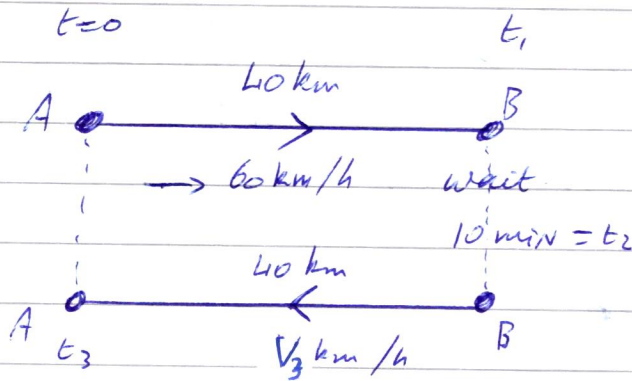 t=0 t₁
40 km
A B
→ 60 km/h wait
10 min = t₂
40 km
A B
t₃ V₃ km/h